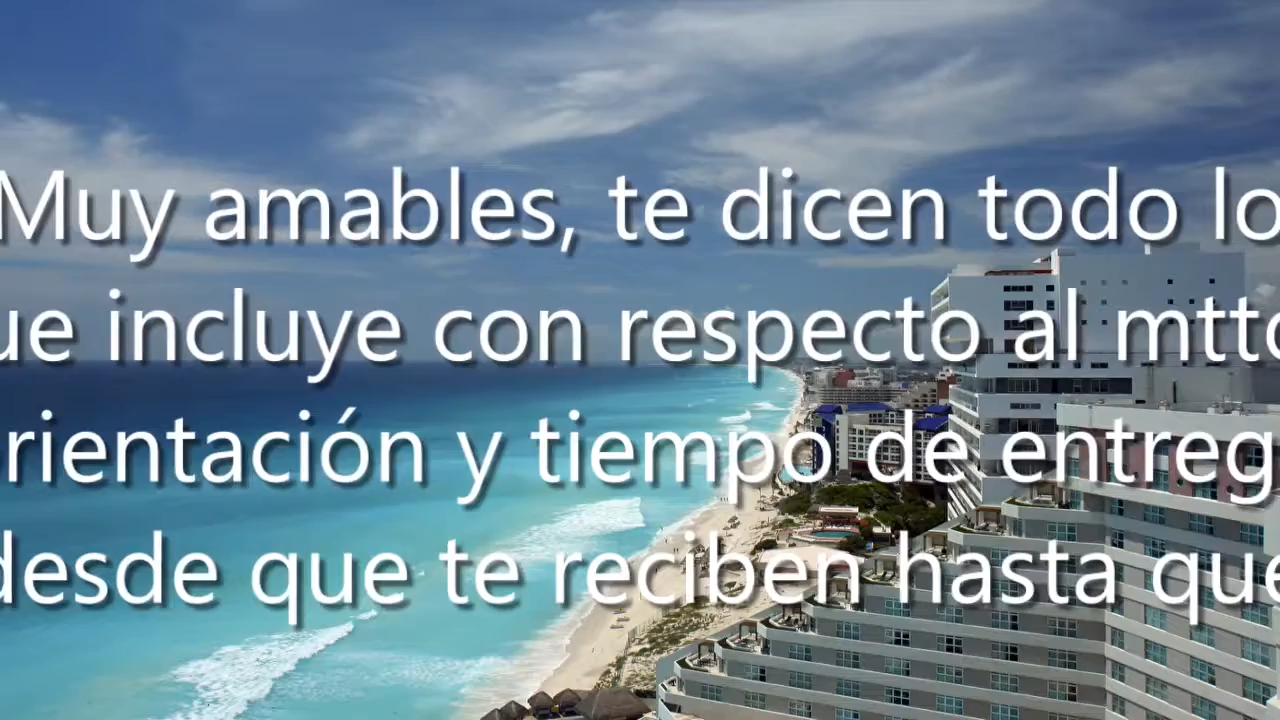 Muy amables, te dicen todo lo
ue incluye con respecto al mtto
rientación y tiempo de entreg
desde que te reciben hasta que